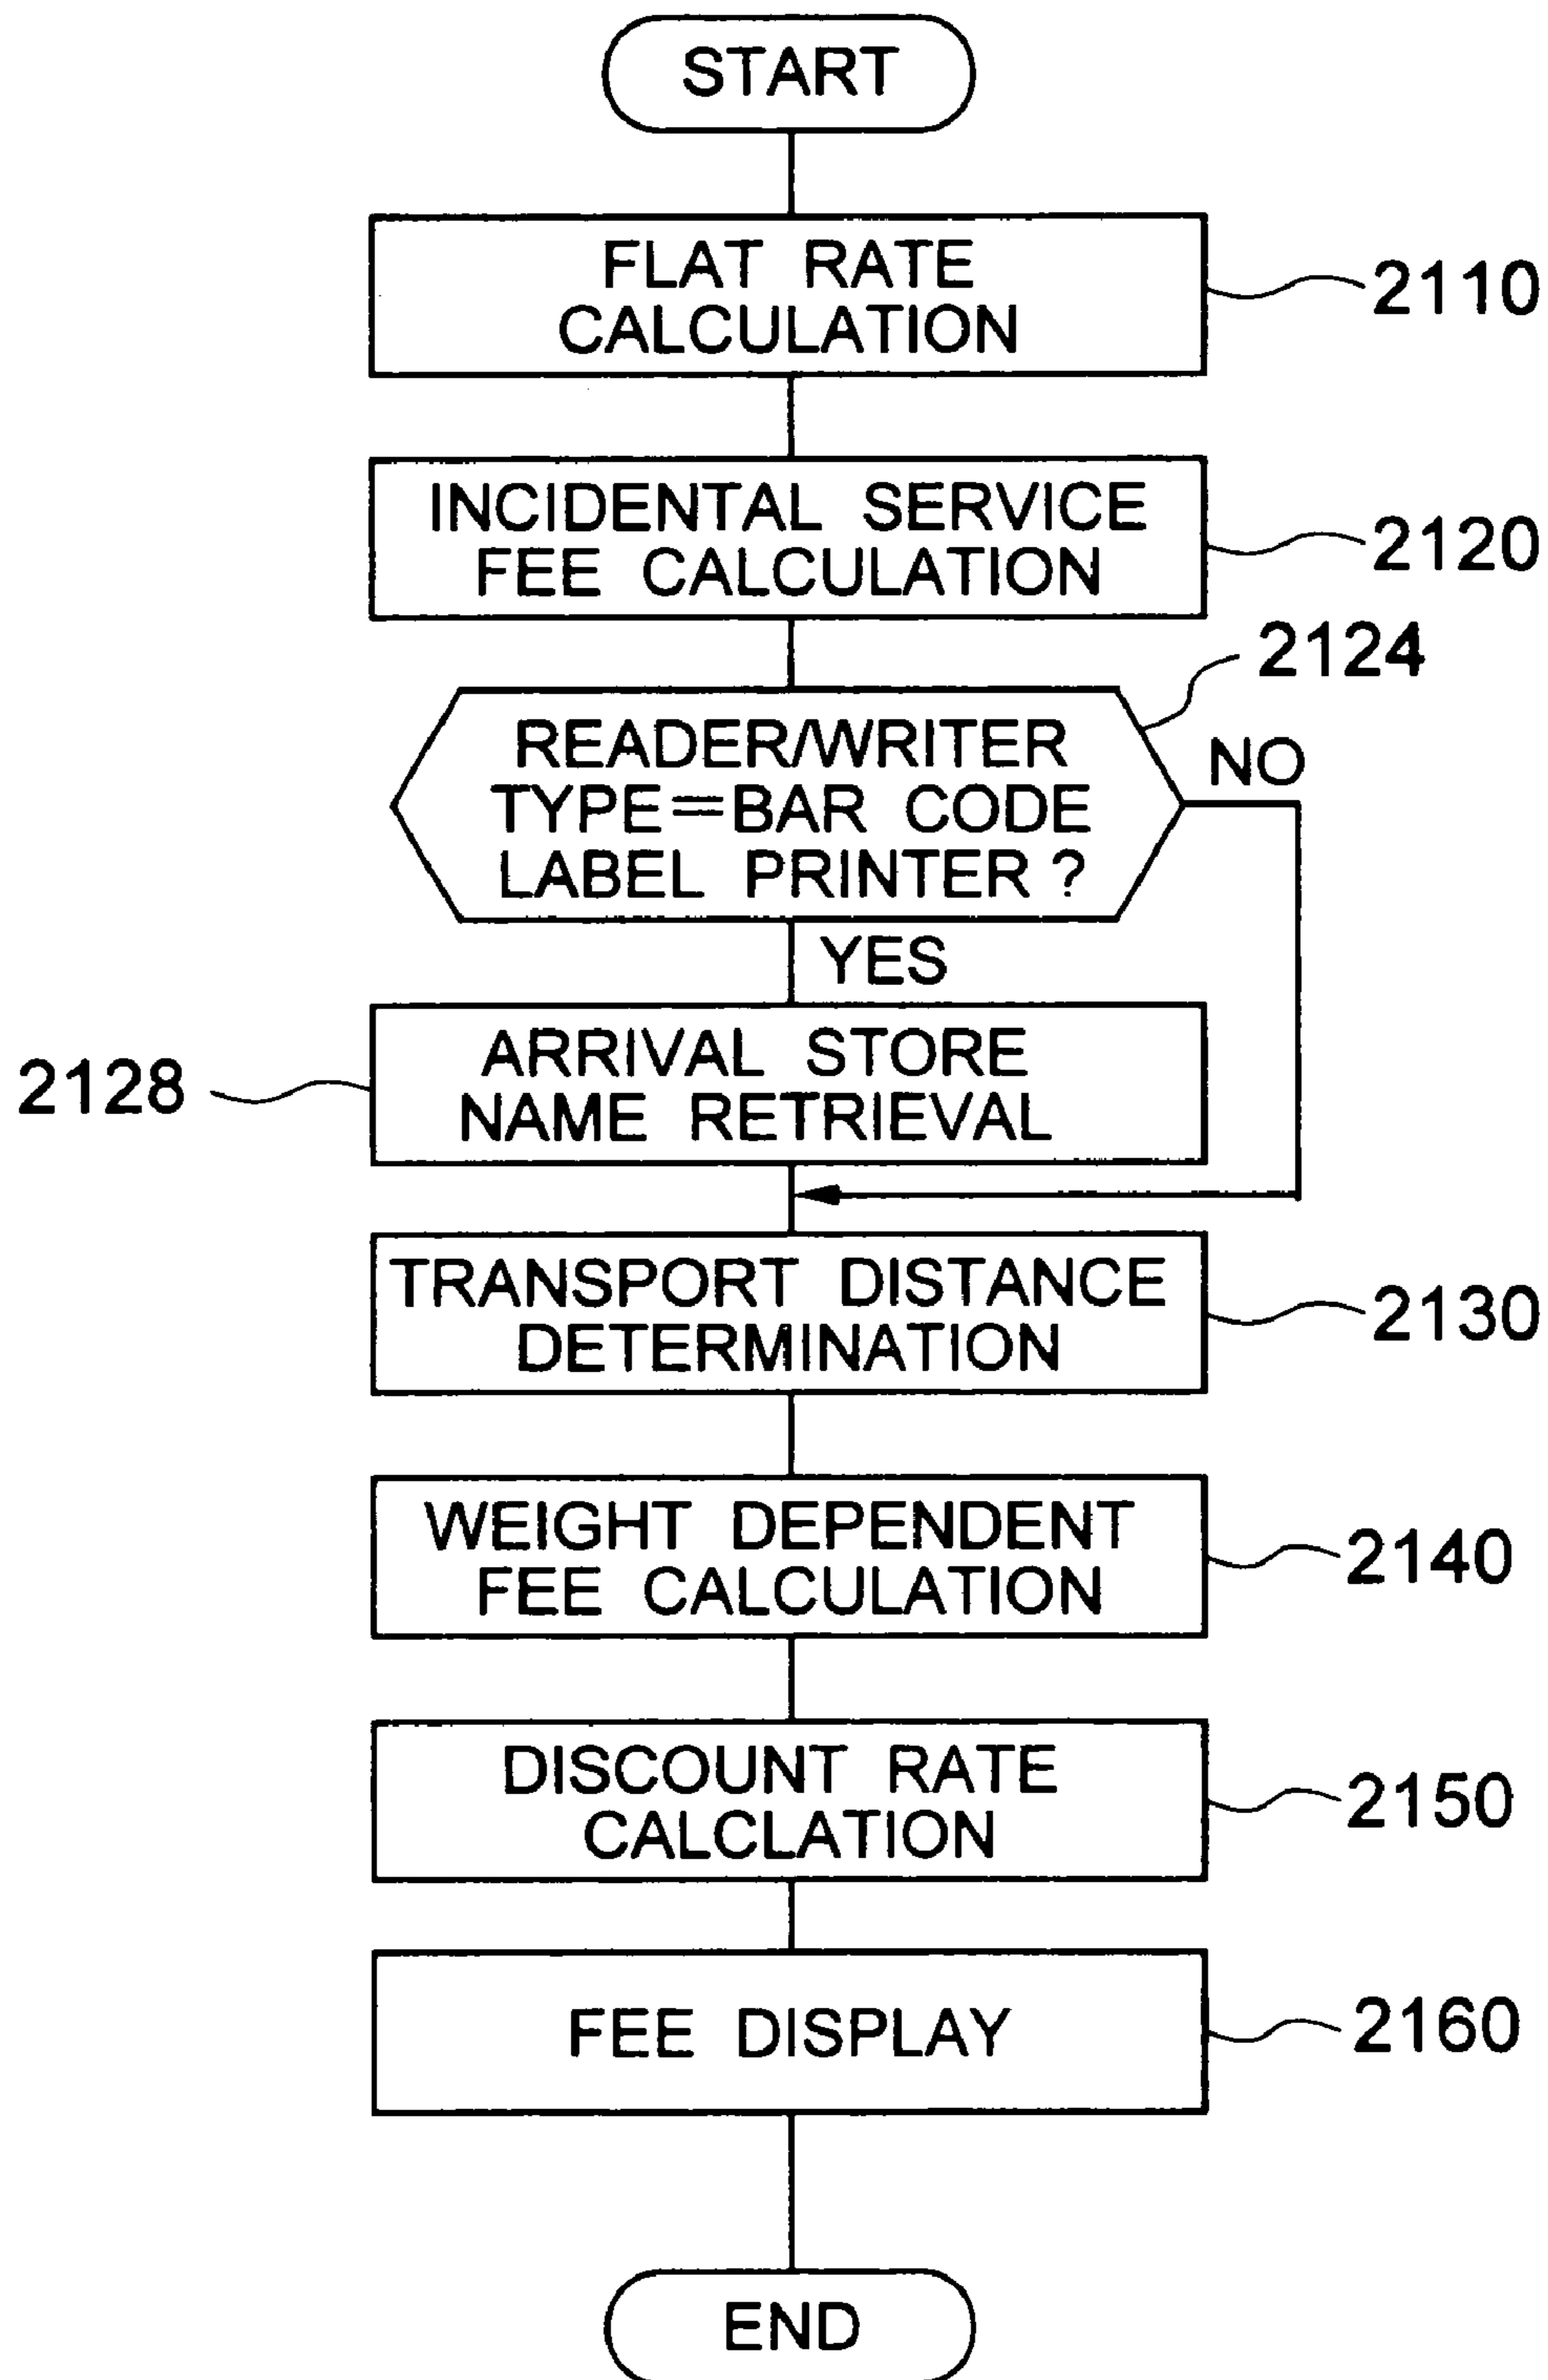 START
FLAT RATE
CALCULATION
2110
INCIDENTAL SERVICE
FEE CALCULATION
2120
2124
READER/WRITER
TYPE=BAR CODE
LABEL PRINTER ?
NO
YES
ARRIVAL STORE
NAME RETRIEVAL
2128
TRANSPORT DISTANCE
DETERMINATION
2130
WEIGHT DEPENDENT
FEE CALCULATION
2140
DISCOUNT RATE
CALCLATION
2150
FEE DISPLAY
2160
END